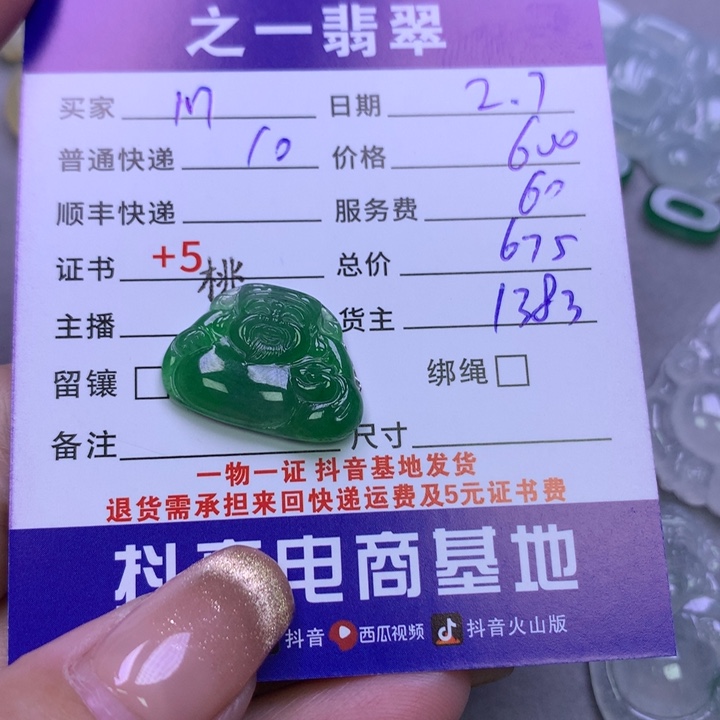 之一翡翠
买家 M 日期 2.7
普通快递 10 价格 600
顺丰快递 服务费 60
证书 +5 总价 675
主播 桃 货主 1383
留镶 绑绳
备注 尺寸
一物一证 抖音基地发货
退货需承担来回快递运费及5元证书费
抖音电商基地
抖音 西瓜视频 抖音火山版